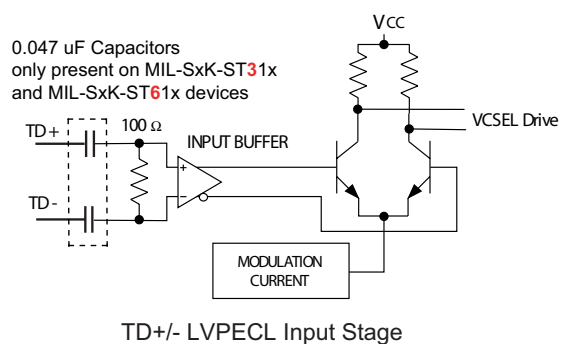 VCC
0.047 uF Capacitors
only present on MIL-SxK-ST31x
and MIL-SxK-ST61x devices
VCSEL Drive
TD+
100 Ω
INPUT BUFFER
+
−
TD-
MODULATION
CURRENT
TD+/- LVPECL Input Stage